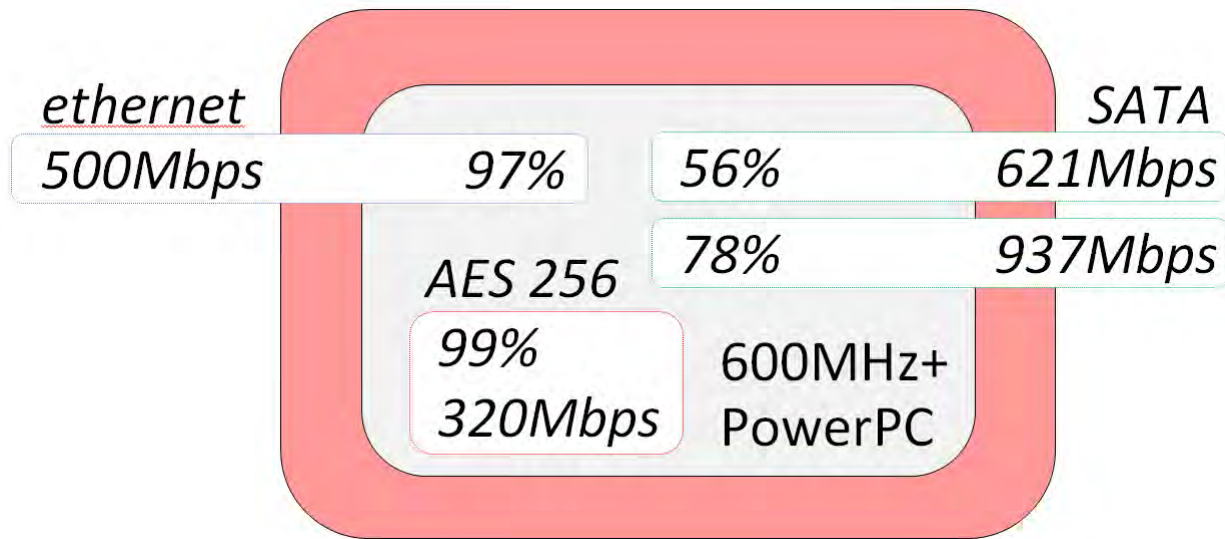 ethernet
500Mbps 97%
SATA
56% 621Mbps
78% 937Mbps
AES 256
99%
320Mbps
600MHz+
PowerPC